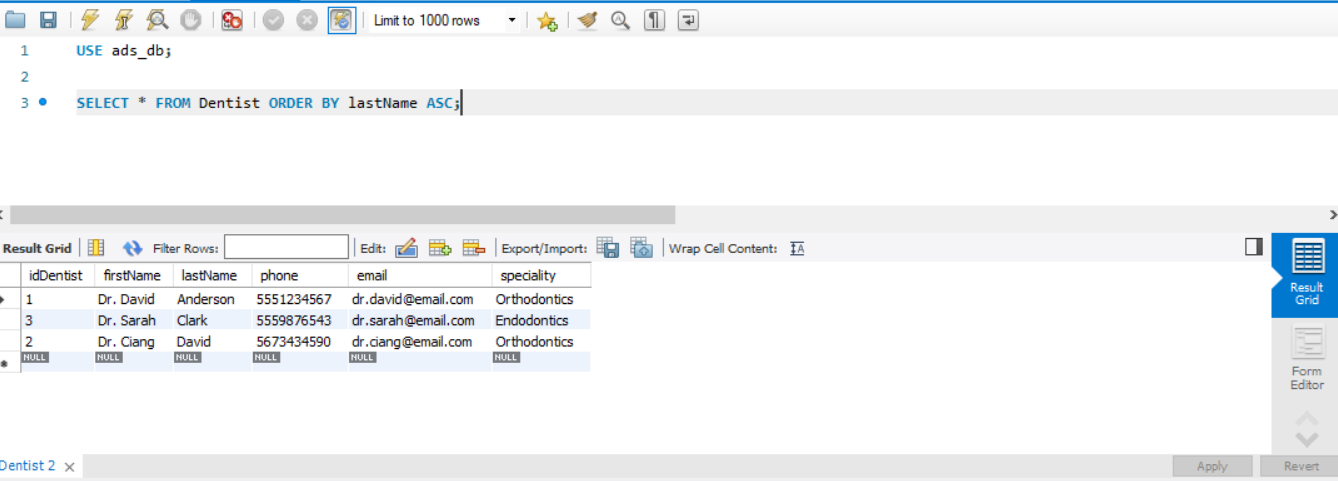 Limit to 1000 rows
1 USE ads_db;
2
3 SELECT * FROM Dentist ORDER BY lastName ASC;
Result Grid Filter Rows: Edit: Export/Import: Wrap Cell Content:
idDentist firstName lastName phone email speciality
1 Dr. David Anderson 5551234567 dr.david@email.com Orthodontics
3 Dr. Sarah Clark 5559876543 dr.sarah@email.com Endodontics
2 Dr. Ciang David 5673434590 dr.ciang@email.com Orthodontics
NULL NULL NULL NULL NULL NULL
Result
Grid
Form
Editor
Dentist 2
Apply Revert